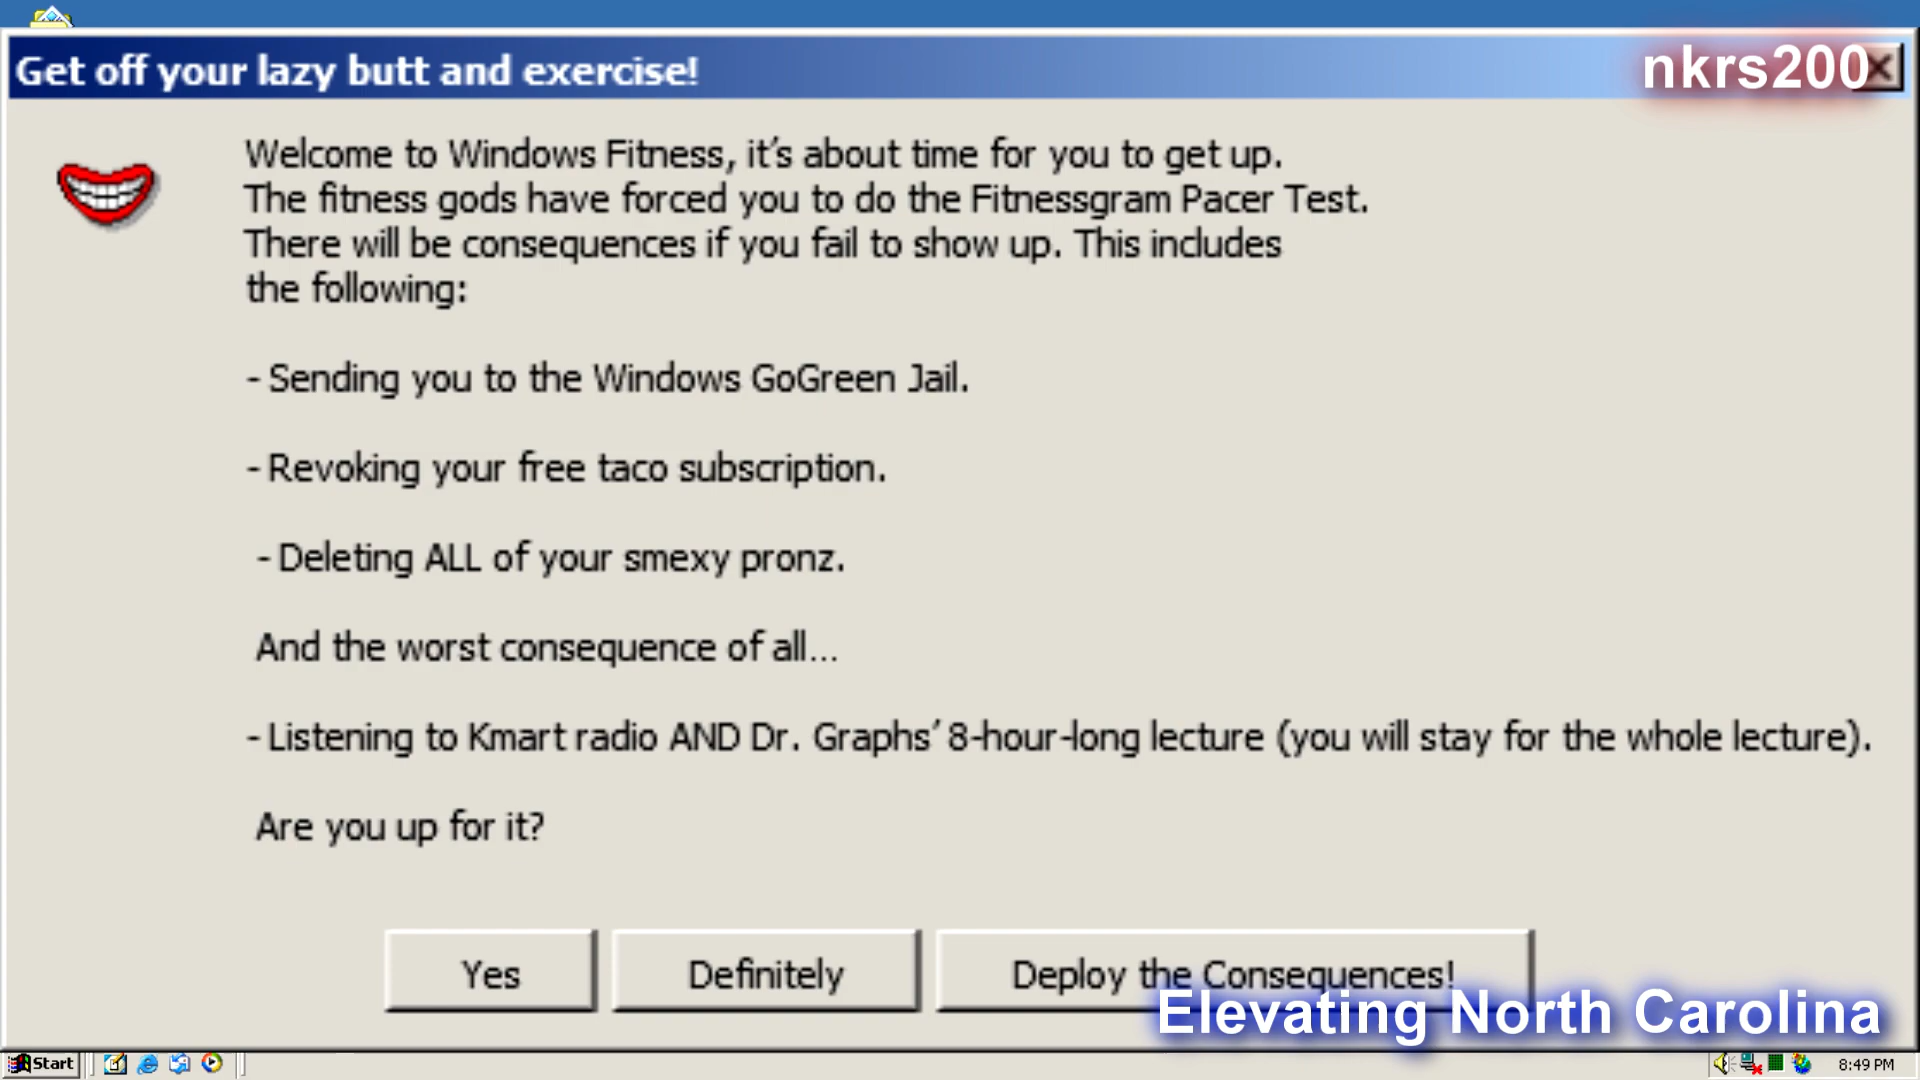 Get off your lazy butt and exercise!
nkrs200
Welcome to Windows Fitness, it's about time for you to get up.
The fitness gods have forced you to do the Fitnessgram Pacer Test.
There will be consequences if you fail to show up. This includes
the following:
- Sending you to the Windows GoGreen Jail.
- Revoking your free taco subscription.
- Deleting ALL of your smexy pronz.
And the worst consequence of all...
- Listening to Kmart radio AND Dr. Graphs' 8-hour-long lecture (you will stay for the whole lecture).
Are you up for it?
Yes
Definitely
Deploy the Consequences!
Elevating North Carolina
Start
8:49 PM